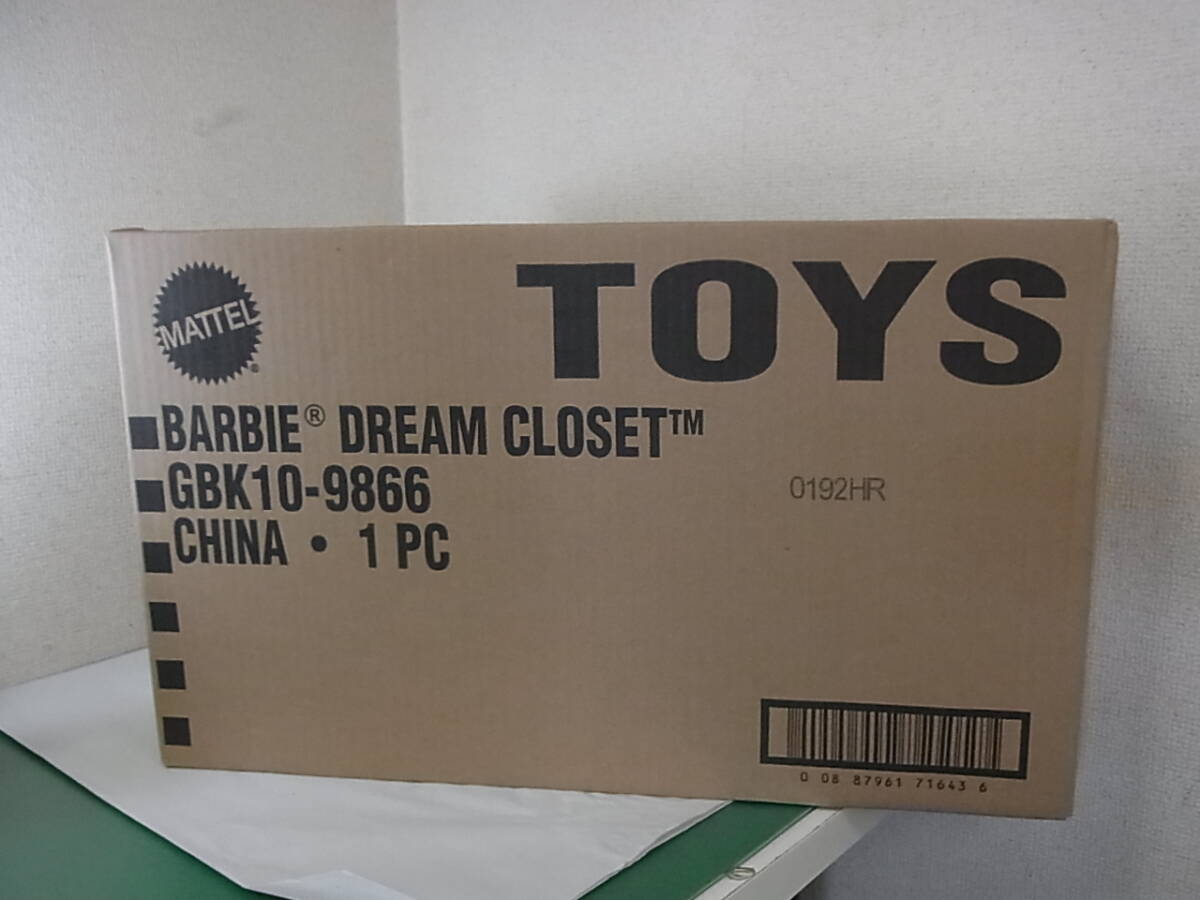 MATTEL®
TOYS
BARBIE® DREAM CLOSET™
GBK10-9866
CHINA • 1 PC
0192HR
0 08 87961 71643 6